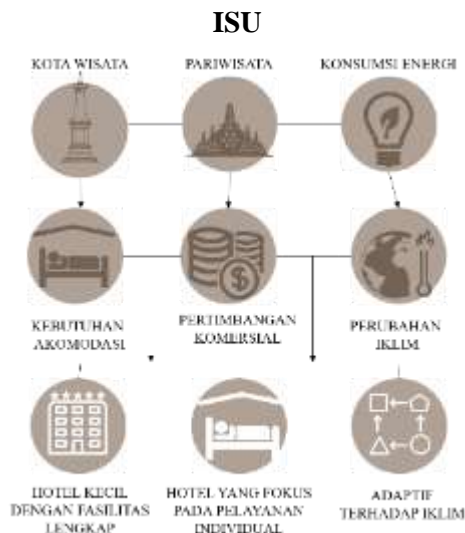 ISU
KOTA WISATA
PARIWISATA
KONSUMSI ENERGI
$
KEBUTUHAN
AKOMODASI
PERTIMBANGAN
KOMERSIAL
PERUBAHAN
IKLIM
HOTEL KECIL
DENGAN FASILITAS
LENGKAP
HOTEL YANG FOKUS
PADA PELAYANAN
INDIVIDUAL
ADAPTIF
TERHADAP IKLIM